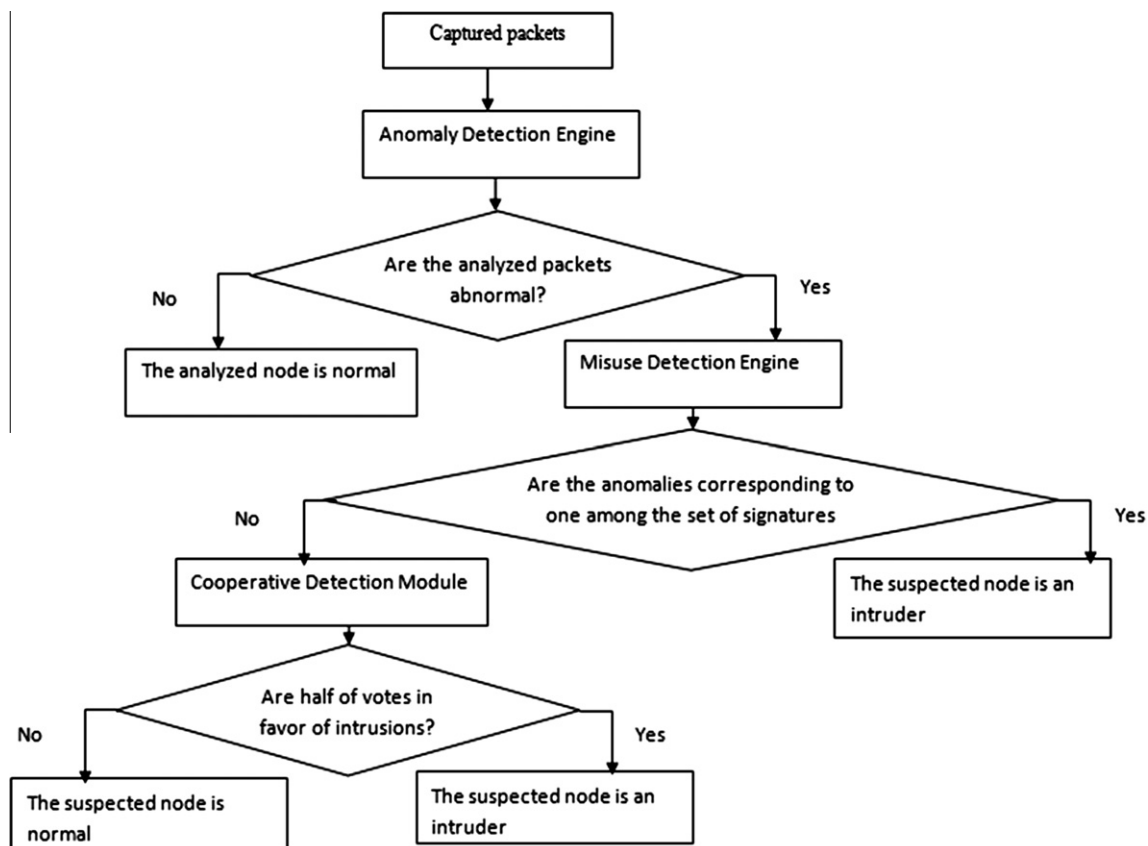 Captured packets
Anomaly Detection Engine
Are the analyzed packets
abnormal?
No
Yes
The analyzed node is normal
Misuse Detection Engine
Are the anomalies corresponding to
one among the set of signatures
No
Yes
Cooperative Detection Module
The suspected node is an
intruder
Are half of votes in
favor of intrusions?
No
Yes
The suspected node is
normal
The suspected node is an
intruder